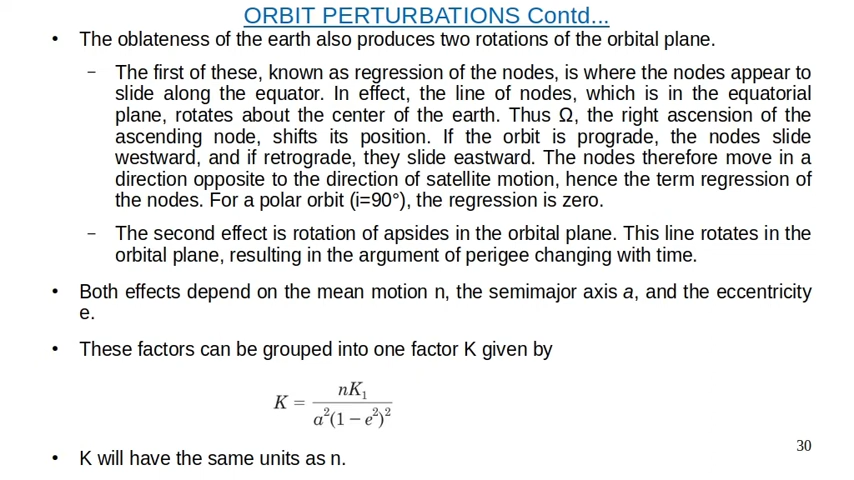 ORBIT PERTURBATIONS Contd...
• The oblateness of the earth also produces two rotations of the orbital plane.
– The first of these, known as regression of the nodes, is where the nodes appear to
slide along the equator. In effect, the line of nodes, which is in the equatorial
plane, rotates about the center of the earth. Thus Ω, the right ascension of the
ascending node, shifts its position. If the orbit is prograde, the nodes slide
westward, and if retrograde, they slide eastward. The nodes therefore move in a
direction opposite to the direction of satellite motion, hence the term regression of
the nodes. For a polar orbit (i=90°), the regression is zero.
– The second effect is rotation of apsides in the orbital plane. This line rotates in the
orbital plane, resulting in the argument of perigee changing with time.
• Both effects depend on the mean motion n, the semimajor axis a, and the eccentricity
e.
• These factors can be grouped into one factor K given by
K = nK₁ / a²(1 − e²)²
30
• K will have the same units as n.